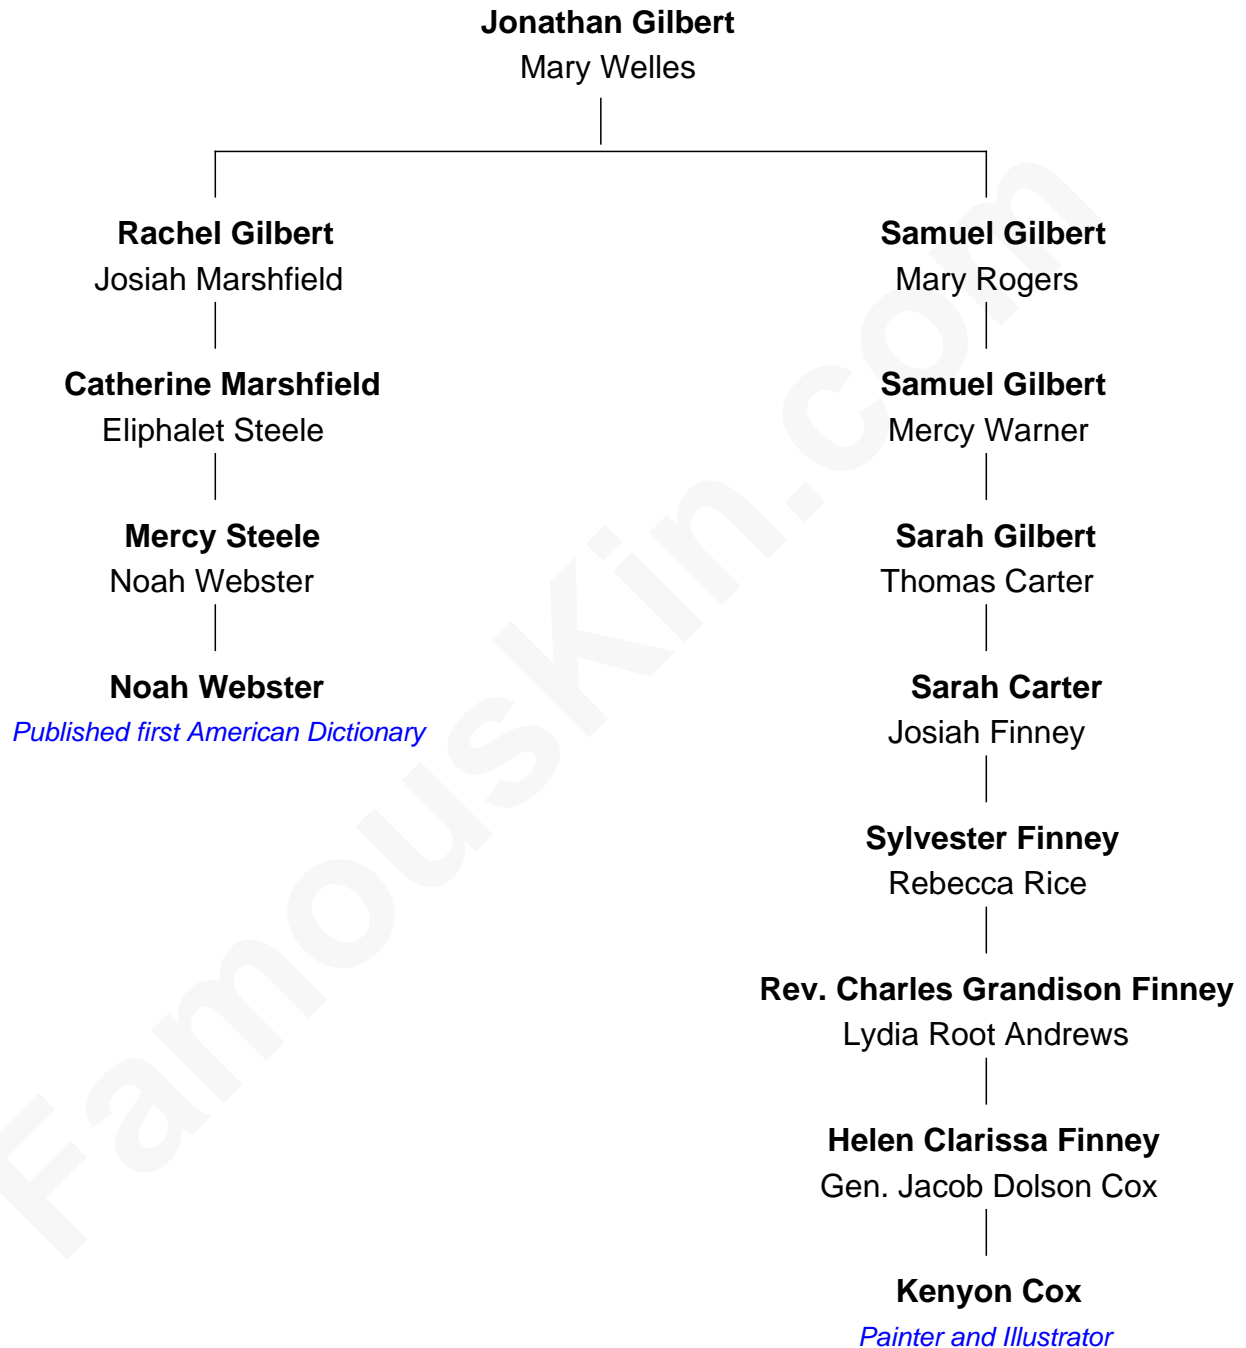 Jonathan Gilbert
Mary Welles
Rachel Gilbert
Josiah Marshfield
Catherine Marshfield
Eliphalet Steele
Mercy Steele
Noah Webster
Noah Webster
Published first American Dictionary
Samuel Gilbert
Mary Rogers
Samuel Gilbert
Mercy Warner
Sarah Gilbert
Thomas Carter
Sarah Carter
Josiah Finney
Sylvester Finney
Rebecca Rice
Rev. Charles Grandison Finney
Lydia Root Andrews
Helen Clarissa Finney
Gen. Jacob Dolson Cox
Kenyon Cox
Painter and Illustrator
FamousKin.com